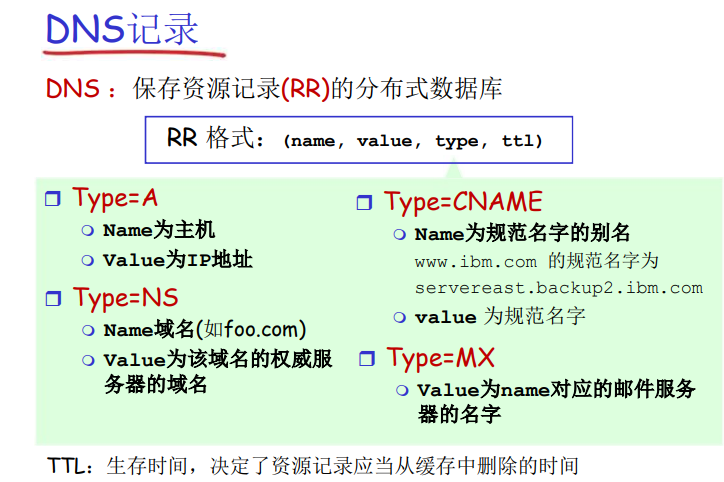 DNS记录
DNS：保存资源记录(RR)的分布式数据库
RR 格式：(name, value, type, ttl)
Type=A
Name为主机
Value为IP地址
Type=NS
Name域名(如foo.com)
Value为该域名的权威服
务器的域名
Type=CNAME
Name为规范名字的别名
www.ibm.com 的规范名字为
servereast.backup2.ibm.com
value 为规范名字
Type=MX
Value为name对应的邮件服务
器的名字
TTL：生存时间，决定了资源记录应当从缓存中删除的时间